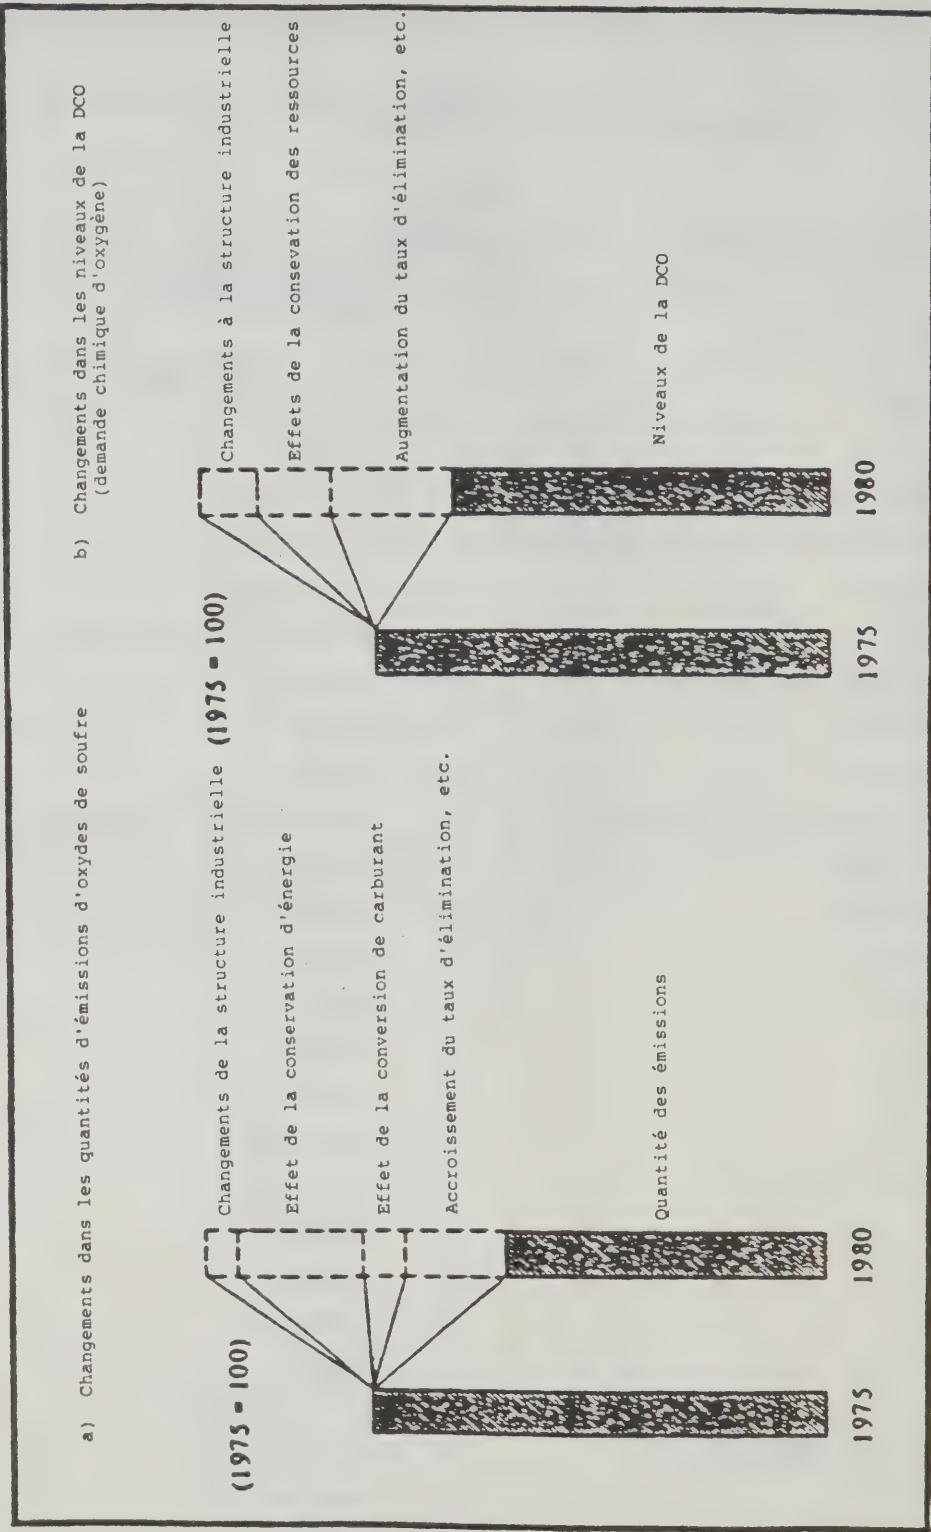 a) Changements dans les quantités d'émissions d'oxydes de soufre
(1975 = 100)
Changements de la structure industrielle
Effet de la conservation d'énergie
Effet de la conversion de carburant
Accroissement du taux d'élimination, etc.
Quantité des émissions
1975
1980
b) Changements dans les niveaux de la DCO
(demande chimique d'oxygène)
(1975 = 100)
Changements à la structure industrielle
Effets de la consevation des ressources
Augmentation du taux d'élimination, etc.
Niveaux de la DCO
1975
1980